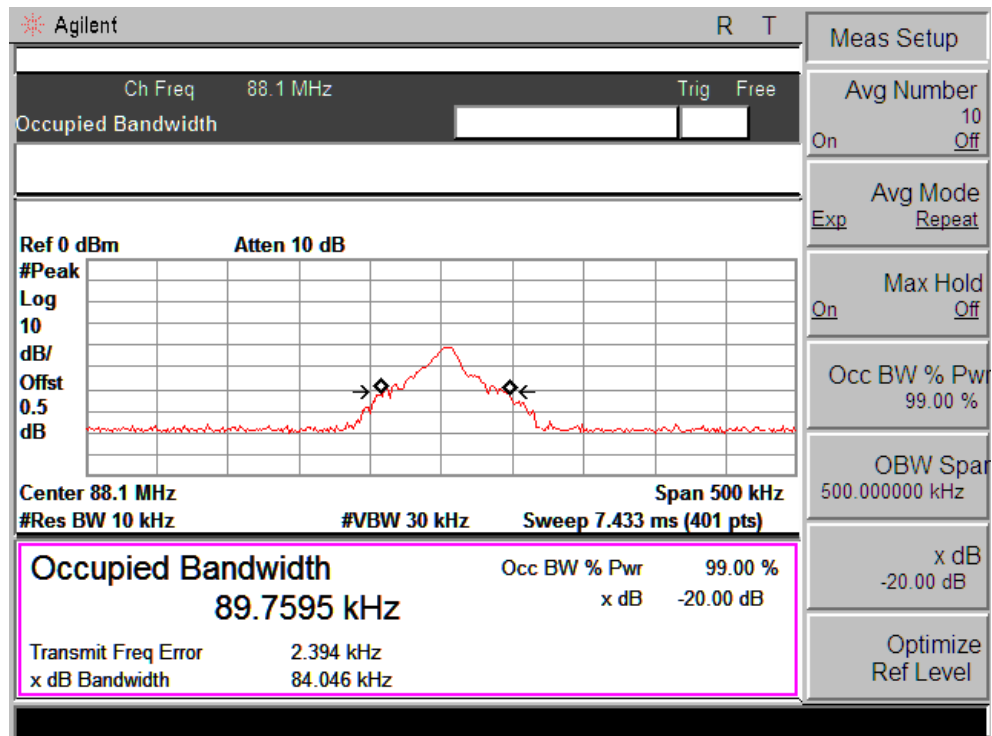 Agilent R T
Ch Freq 88.1 MHz Trig Free
Occupied Bandwidth
Ref 0 dBm Atten 10 dB
#Peak
Log
10
dB/
Offst
0.5
dB
Center 88.1 MHz Span 500 kHz
#Res BW 10 kHz #VBW 30 kHz Sweep 7.433 ms (401 pts)
Occupied Bandwidth
89.7595 kHz
Occ BW % Pwr 99.00 %
x dB -20.00 dB
Transmit Freq Error 2.394 kHz
x dB Bandwidth 84.046 kHz
Meas Setup
Avg Number
10
On Off
Avg Mode
Exp Repeat
Max Hold
On Off
Occ BW % Pwr
99.00 %
OBW Span
500.000000 kHz
x dB
-20.00 dB
Optimize
Ref Level